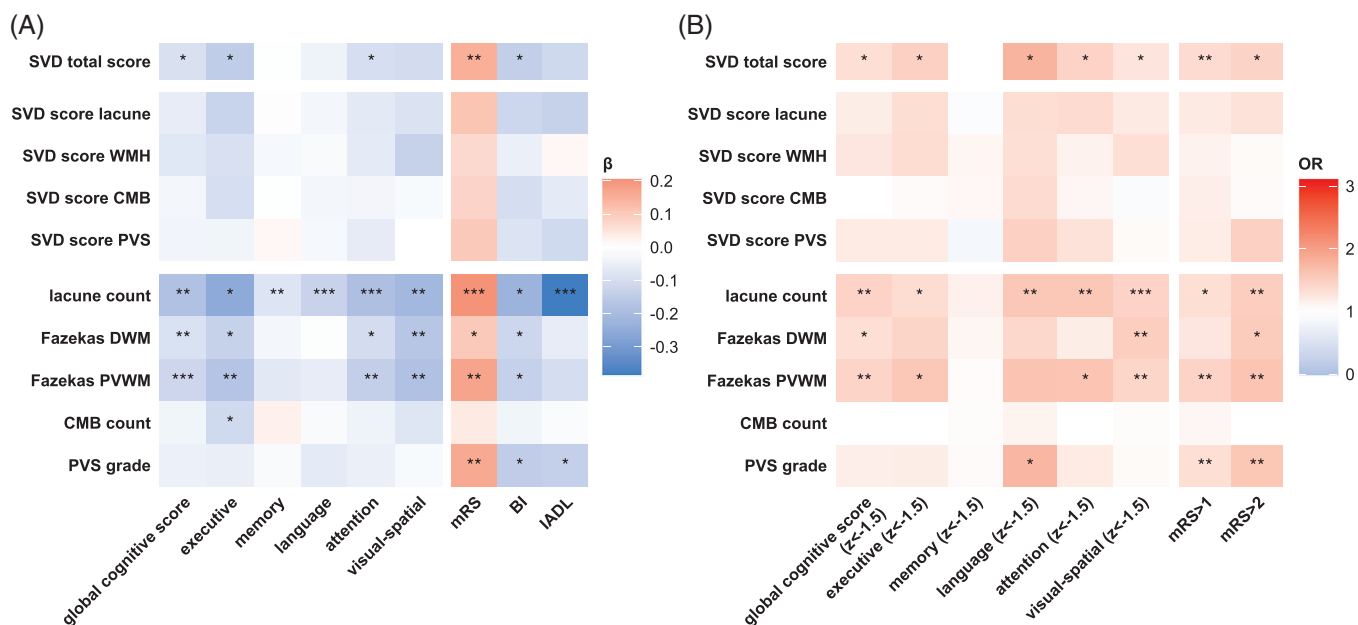 (A)
SVD total score * * * ** *
SVD score lacune
SVD score WMH
SVD score CMB
SVD score PVS
lacune count ** * ** *** *** ** *** ** ***
Fazekas DWM ** * * ** * *
Fazekas PVWM *** ** ** ** ** *
CMB count *
PVS grade ** * *
global cognitive score
executive
memory
language
attention
visual-spatial
mRS
BI
IADL
β
0.2
0.1
0.0
-0.1
-0.2
-0.3
(B)
SVD total score * * * * * ** *
SVD score lacune
SVD score WMH
SVD score CMB
SVD score PVS
lacune count ** * ** ** *** * **
Fazekas DWM * ** *
Fazekas PVWM ** * * ** ** **
CMB count
PVS grade * ** **
global cognitive score
(z<-1.5)
executive (z<-1.5)
memory (z<-1.5)
language (z<-1.5)
attention (z<-1.5)
visual-spatial (z<-1.5)
mRS>1
mRS>2
OR
3
2
1
0